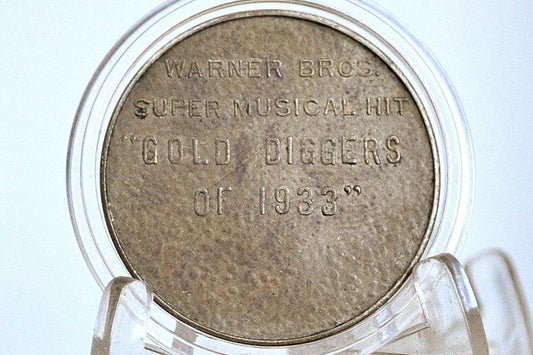 WARNER BROS.
SUPER MUSICAL HIT
"GOLD DIGGERS
OF 1933"